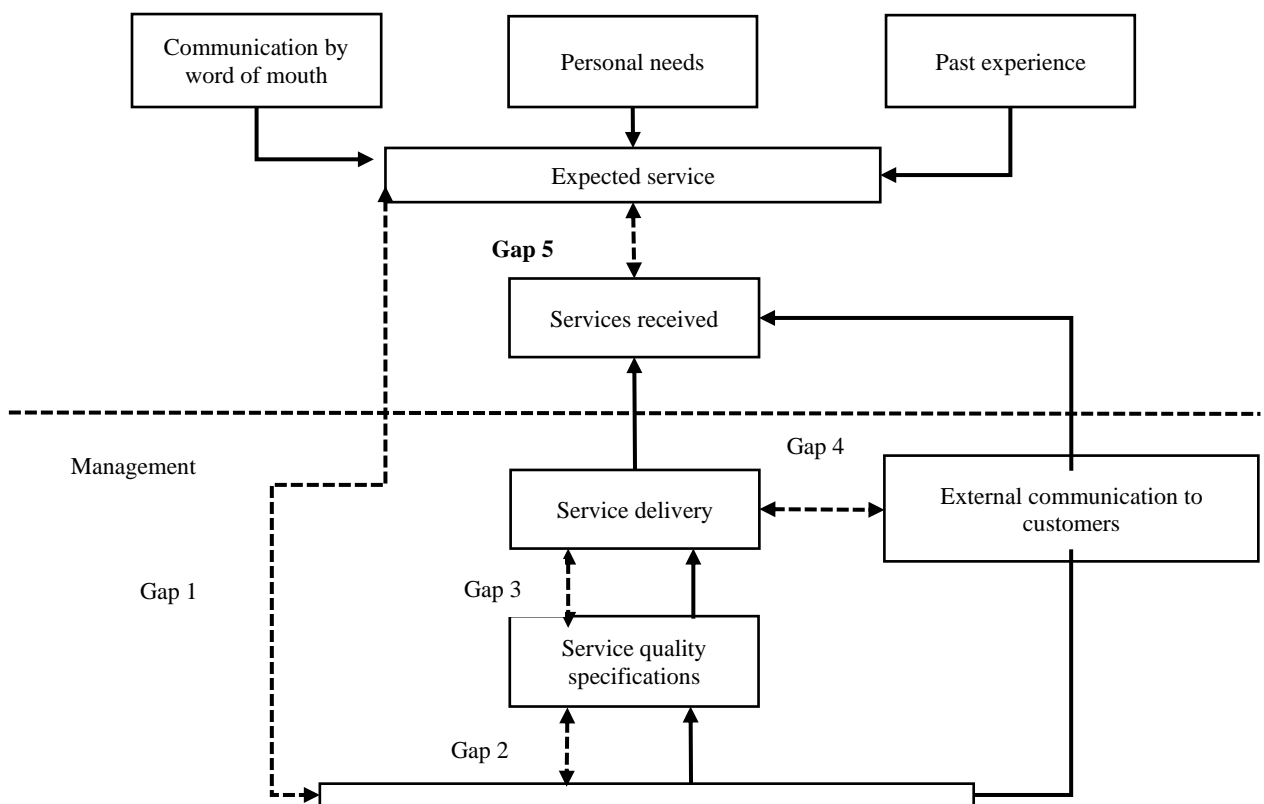 Communication by
word of mouth
Personal needs
Past experience
Expected service
Gap 5
Services received
Gap 4
Management
Service delivery
External communication to
customers
Gap 3
Gap 1
Service quality
specifications
Gap 2